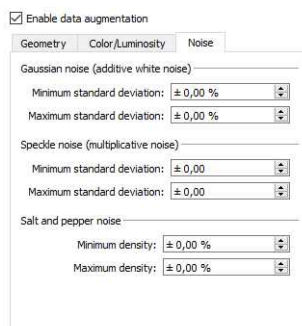 Enable data augmentation
Geometry Color/Luminosity Noise
Gaussian noise (additive white noise)
Minimum standard deviation: ± 0,00 %
Maximum standard deviation: ± 0,00 %
Speckle noise (multiplicative noise)
Minimum standard deviation: ± 0,00
Maximum standard deviation: ± 0,00
Salt and pepper noise
Minimum density: ± 0,00 %
Maximum density: ± 0,00 %